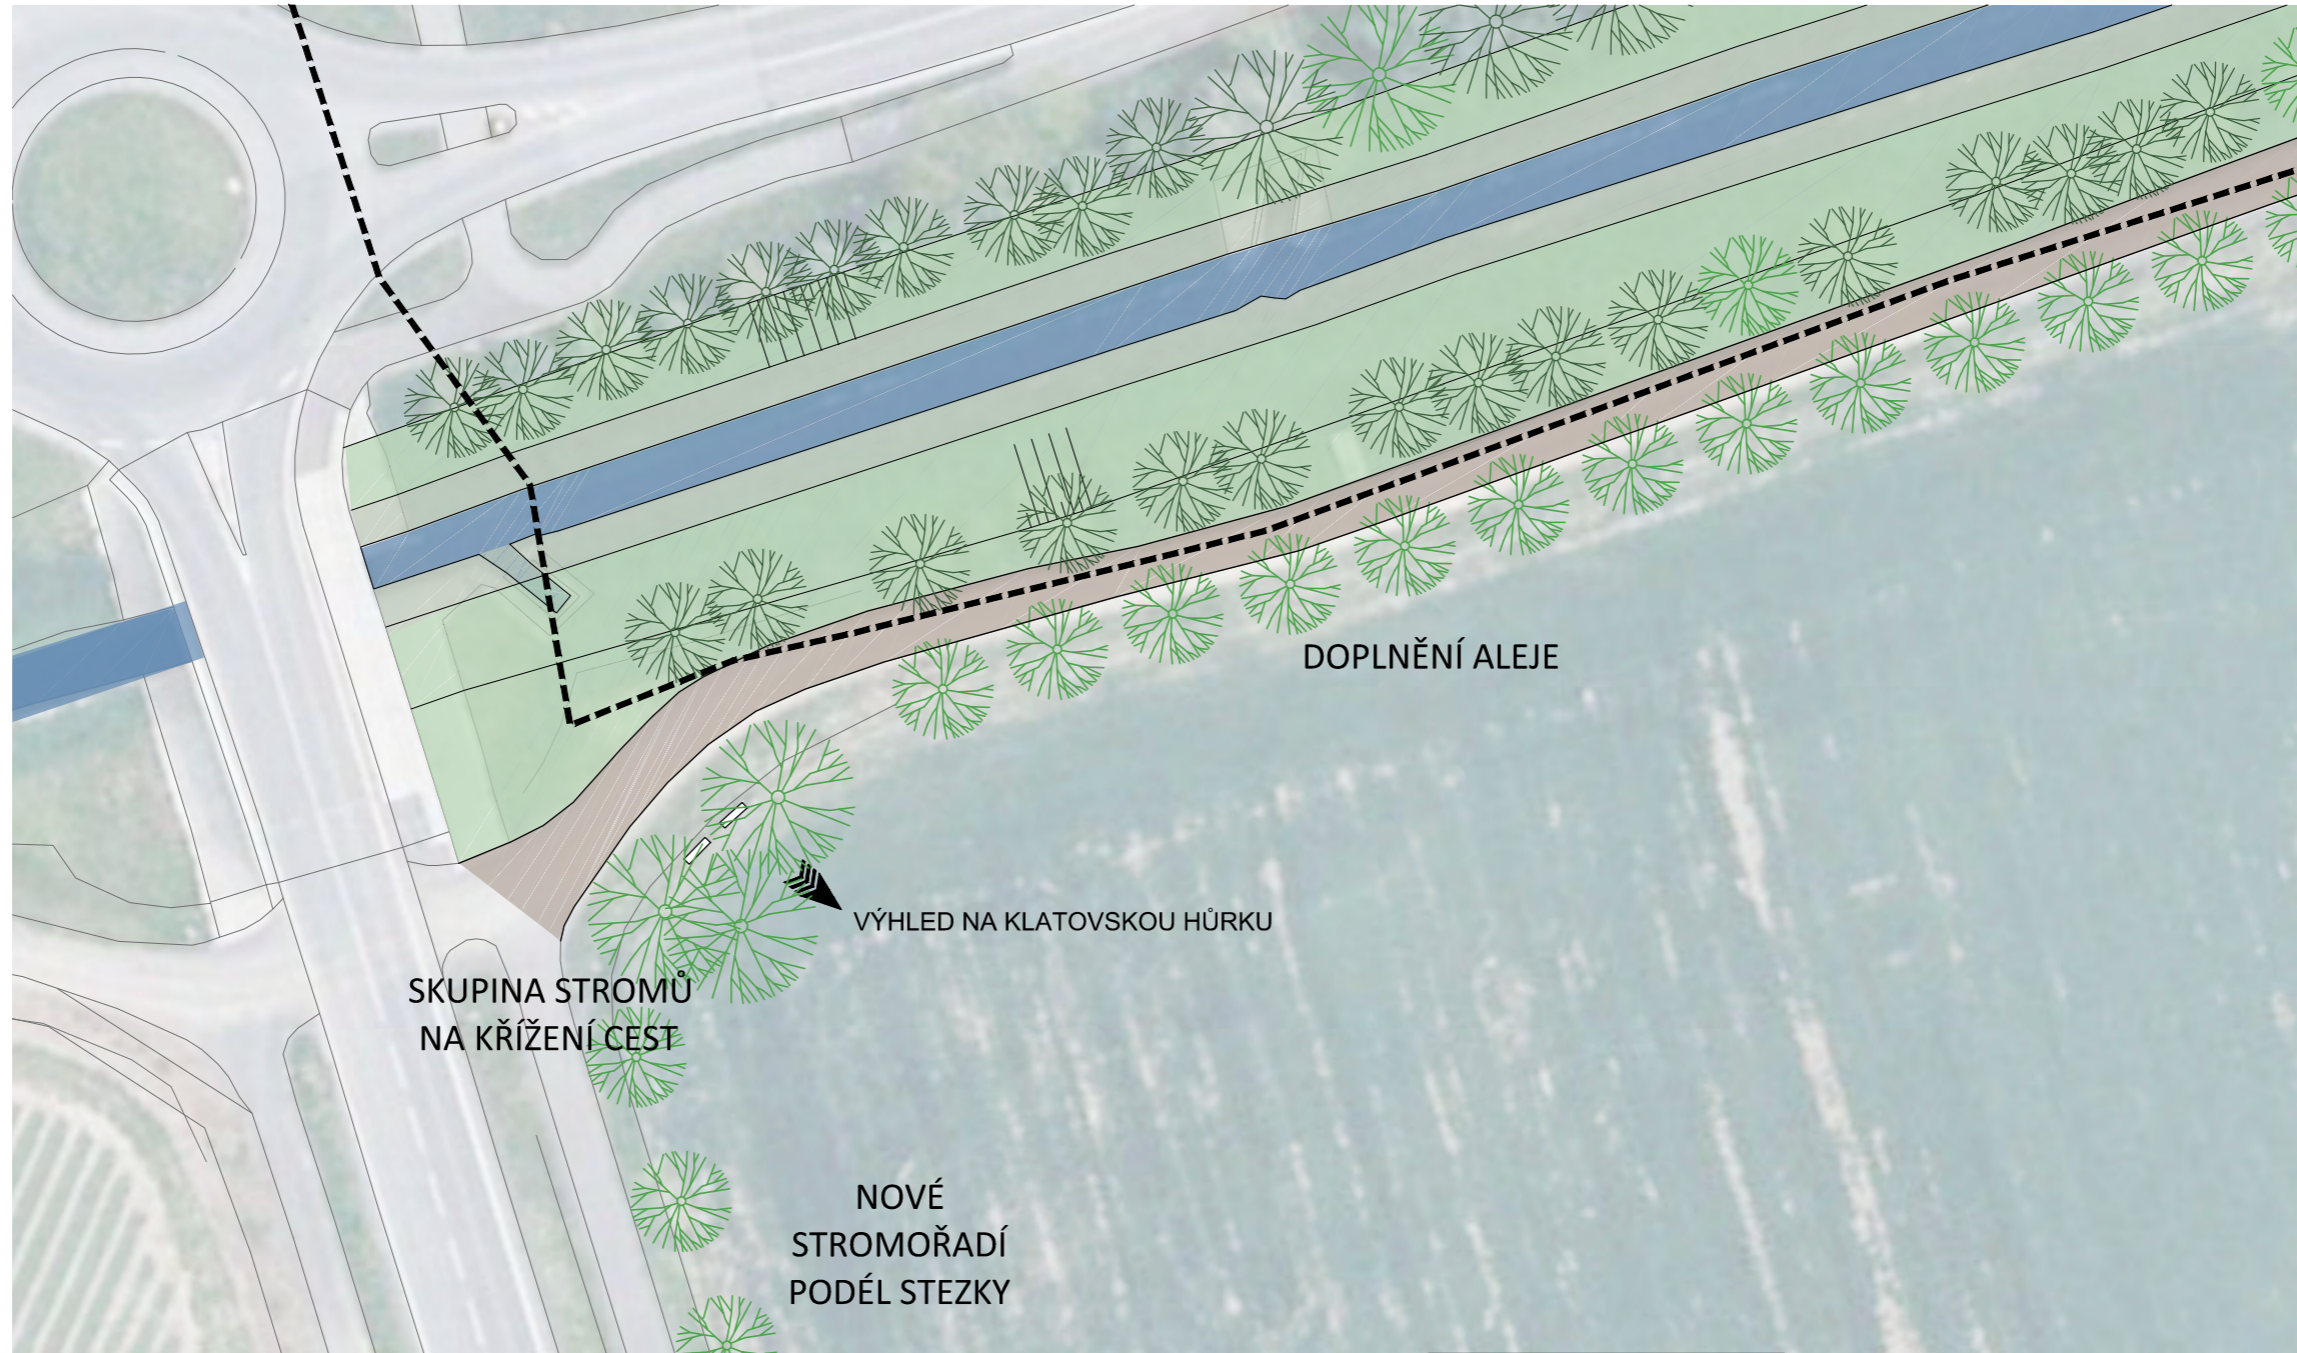 DOPLNĚNÍ ALEJE
VÝHLED NA KLATOVSKOU HŮRKU
SKUPINA STROMŮ
NA KŘÍŽENÍ CEST
NOVÉ
STROMOŘADÍ
PODÉL STEZKY